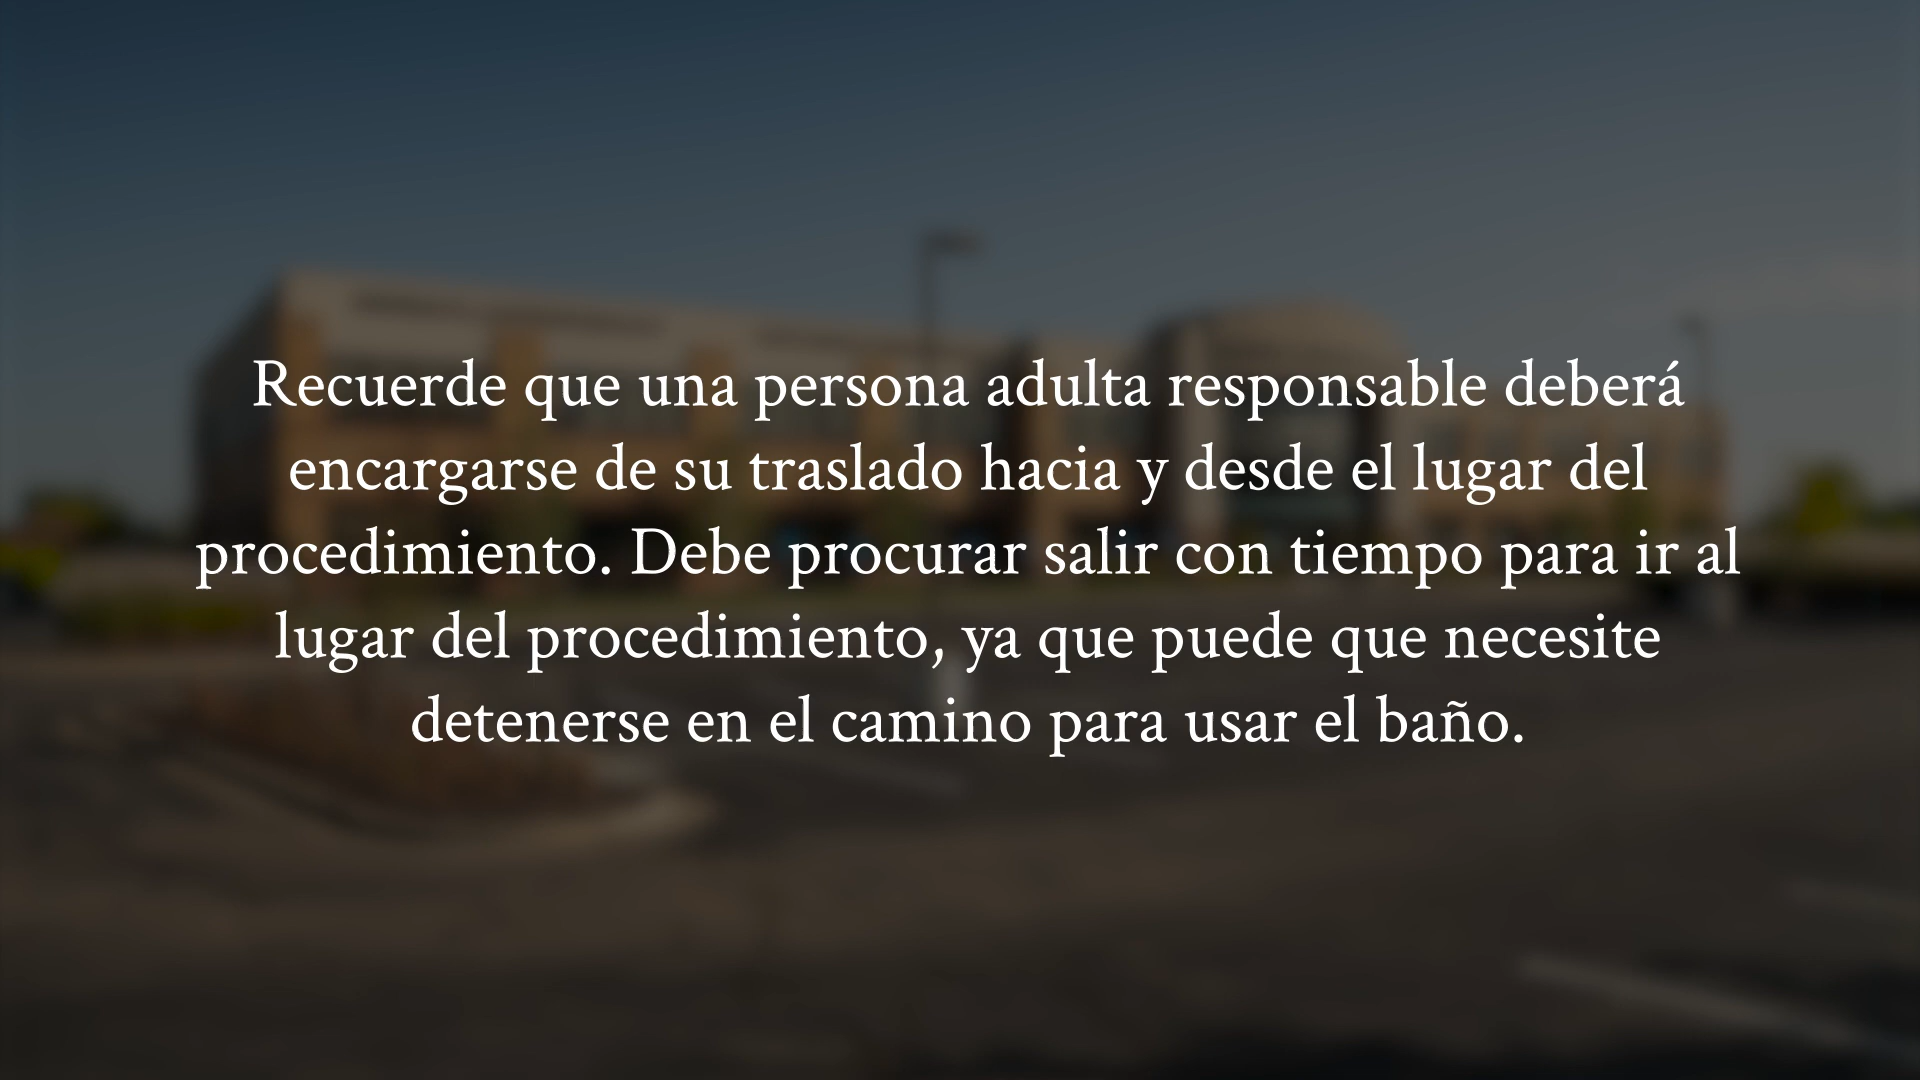 Recuerde que una persona adulta responsable deberá
encargarse de su traslado hacia y desde el lugar del
procedimiento. Debe procurar salir con tiempo para ir al
lugar del procedimiento, ya que puede que necesite
detenerse en el camino para usar el baño.